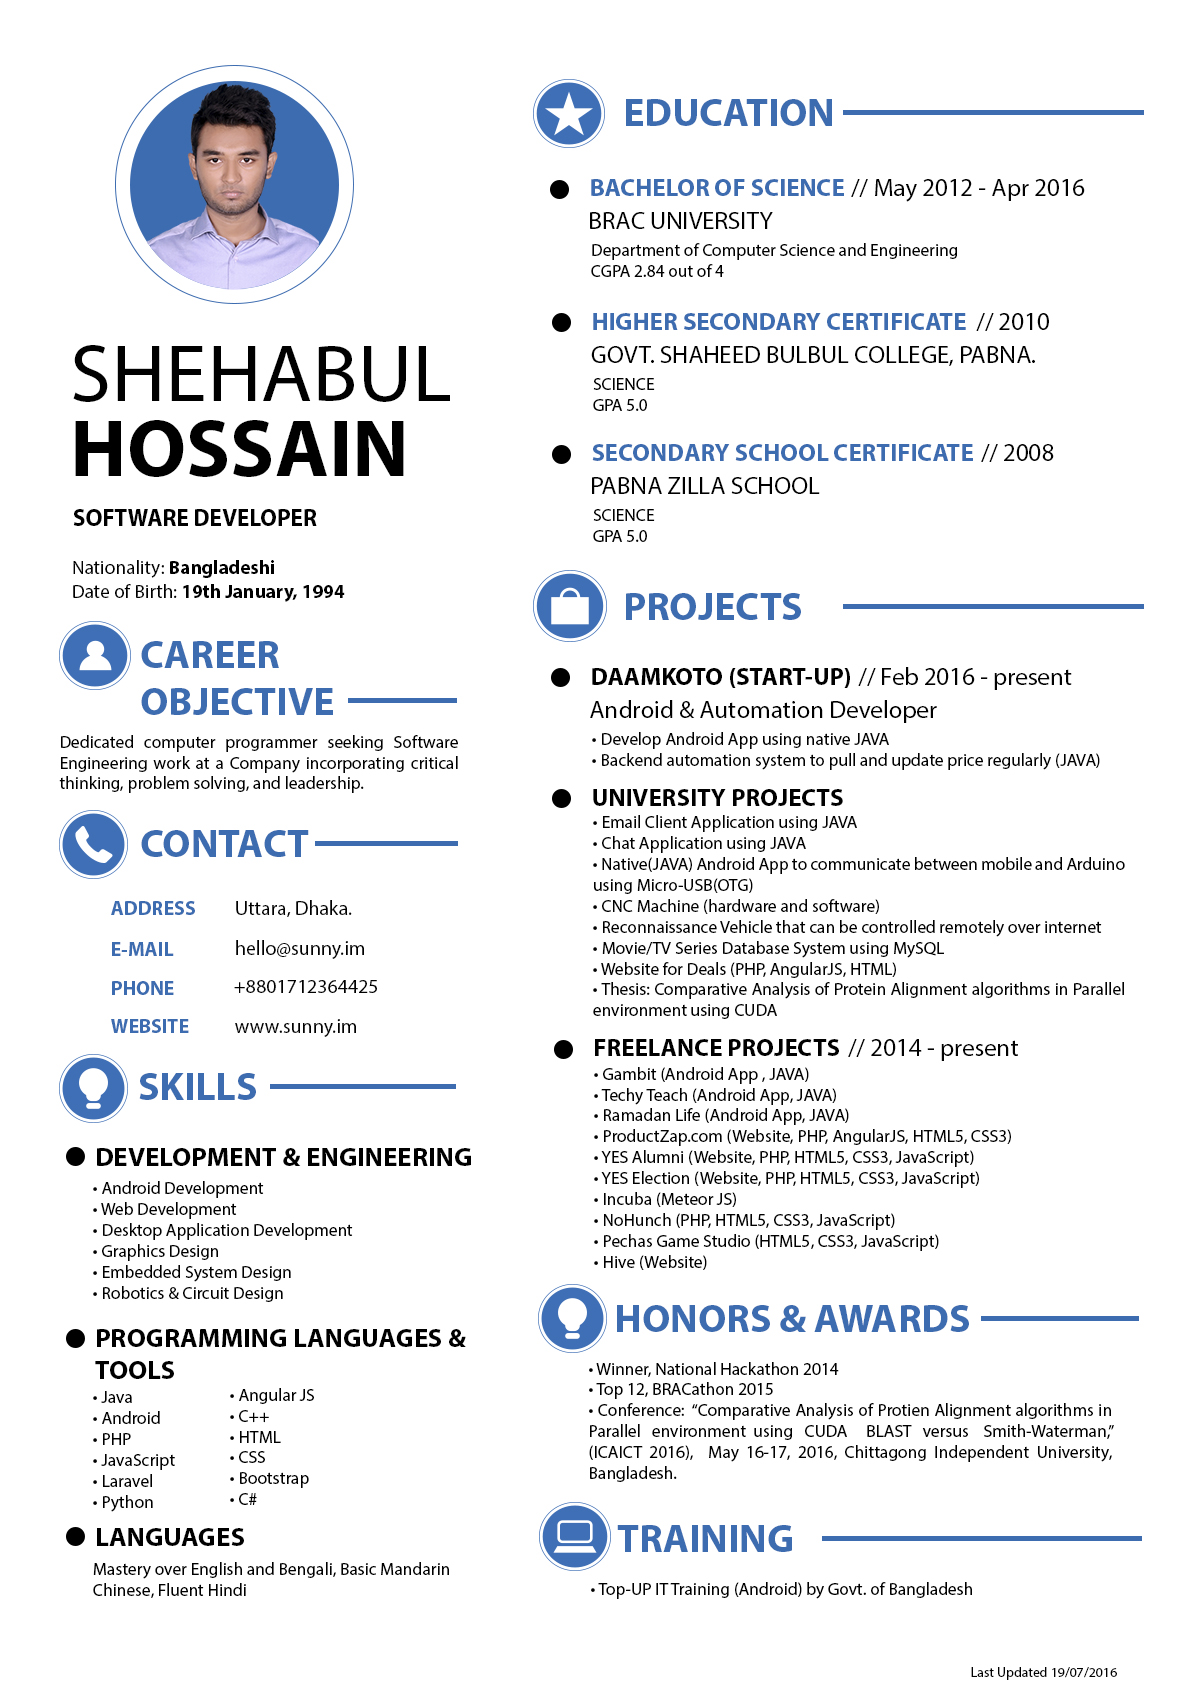 SHEHABUL
HOSSAIN
SOFTWARE DEVELOPER
Nationality: Bangladeshi
Date of Birth: 19th January, 1994
CAREER
OBJECTIVE
Dedicated computer programmer seeking Software
Engineering work at a Company incorporating critical
thinking, problem solving, and leadership.
CONTACT
ADDRESS Uttara, Dhaka.
E-MAIL hello@sunny.im
PHONE +8801712364425
WEBSITE www.sunny.im
SKILLS
DEVELOPMENT & ENGINEERING
• Android Development
• Web Development
• Desktop Application Development
• Graphics Design
• Embedded System Design
• Robotics & Circuit Design
PROGRAMMING LANGUAGES &
TOOLS
• Java
• Android
• PHP
• JavaScript
• Laravel
• Python
• Angular JS
• C++
• HTML
• CSS
• Bootstrap
• C#
LANGUAGES
Mastery over English and Bengali, Basic Mandarin
Chinese, Fluent Hindi
EDUCATION
BACHELOR OF SCIENCE // May 2012 - Apr 2016
BRAC UNIVERSITY
Department of Computer Science and Engineering
CGPA 2.84 out of 4
HIGHER SECONDARY CERTIFICATE // 2010
GOVT. SHAHEED BULBUL COLLEGE, PABNA.
SCIENCE
GPA 5.0
SECONDARY SCHOOL CERTIFICATE // 2008
PABNA ZILLA SCHOOL
SCIENCE
GPA 5.0
PROJECTS
DAAMKOTO (START-UP) // Feb 2016 - present
Android & Automation Developer
• Develop Android App using native JAVA
• Backend automation system to pull and update price regularly (JAVA)
UNIVERSITY PROJECTS
• Email Client Application using JAVA
• Chat Application using JAVA
• Native(JAVA) Android App to communicate between mobile and Arduino
using Micro-USB(OTG)
• CNC Machine (hardware and software)
• Reconnaissance Vehicle that can be controlled remotely over internet
• Movie/TV Series Database System using MySQL
• Website for Deals (PHP, AngularJS, HTML)
• Thesis: Comparative Analysis of Protein Alignment algorithms in Parallel
environment using CUDA
FREELANCE PROJECTS // 2014 - present
• Gambit (Android App , JAVA)
• Techy Teach (Android App, JAVA)
• Ramadan Life (Android App, JAVA)
• ProductZap.com (Website, PHP, AngularJS, HTML5, CSS3)
• YES Alumni (Website, PHP, HTML5, CSS3, JavaScript)
• YES Election (Website, PHP, HTML5, CSS3, JavaScript)
• Incuba (Meteor JS)
• NoHunch (PHP, HTML5, CSS3, JavaScript)
• Pechas Game Studio (HTML5, CSS3, JavaScript)
• Hive (Website)
HONORS & AWARDS
• Winner, National Hackathon 2014
• Top 12, BRACathon 2015
• Conference: “Comparative Analysis of Protien Alignment algorithms in
Parallel environment using CUDA BLAST versus Smith-Waterman,”
(ICAICT 2016), May 16-17, 2016, Chittagong Independent University,
Bangladesh.
TRAINING
• Top-UP IT Training (Android) by Govt. of Bangladesh
Last Updated 19/07/2016